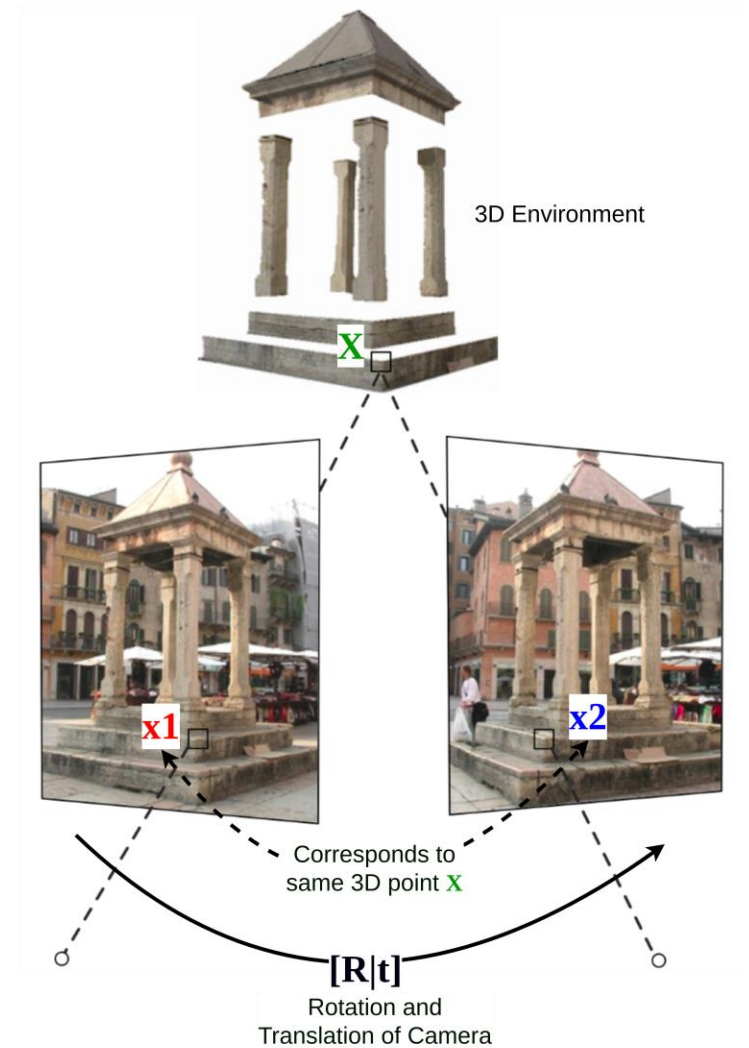 3D Environment
X
x1
x2
Corresponds to
same 3D point X
[R|t]
Rotation and
Translation of Camera